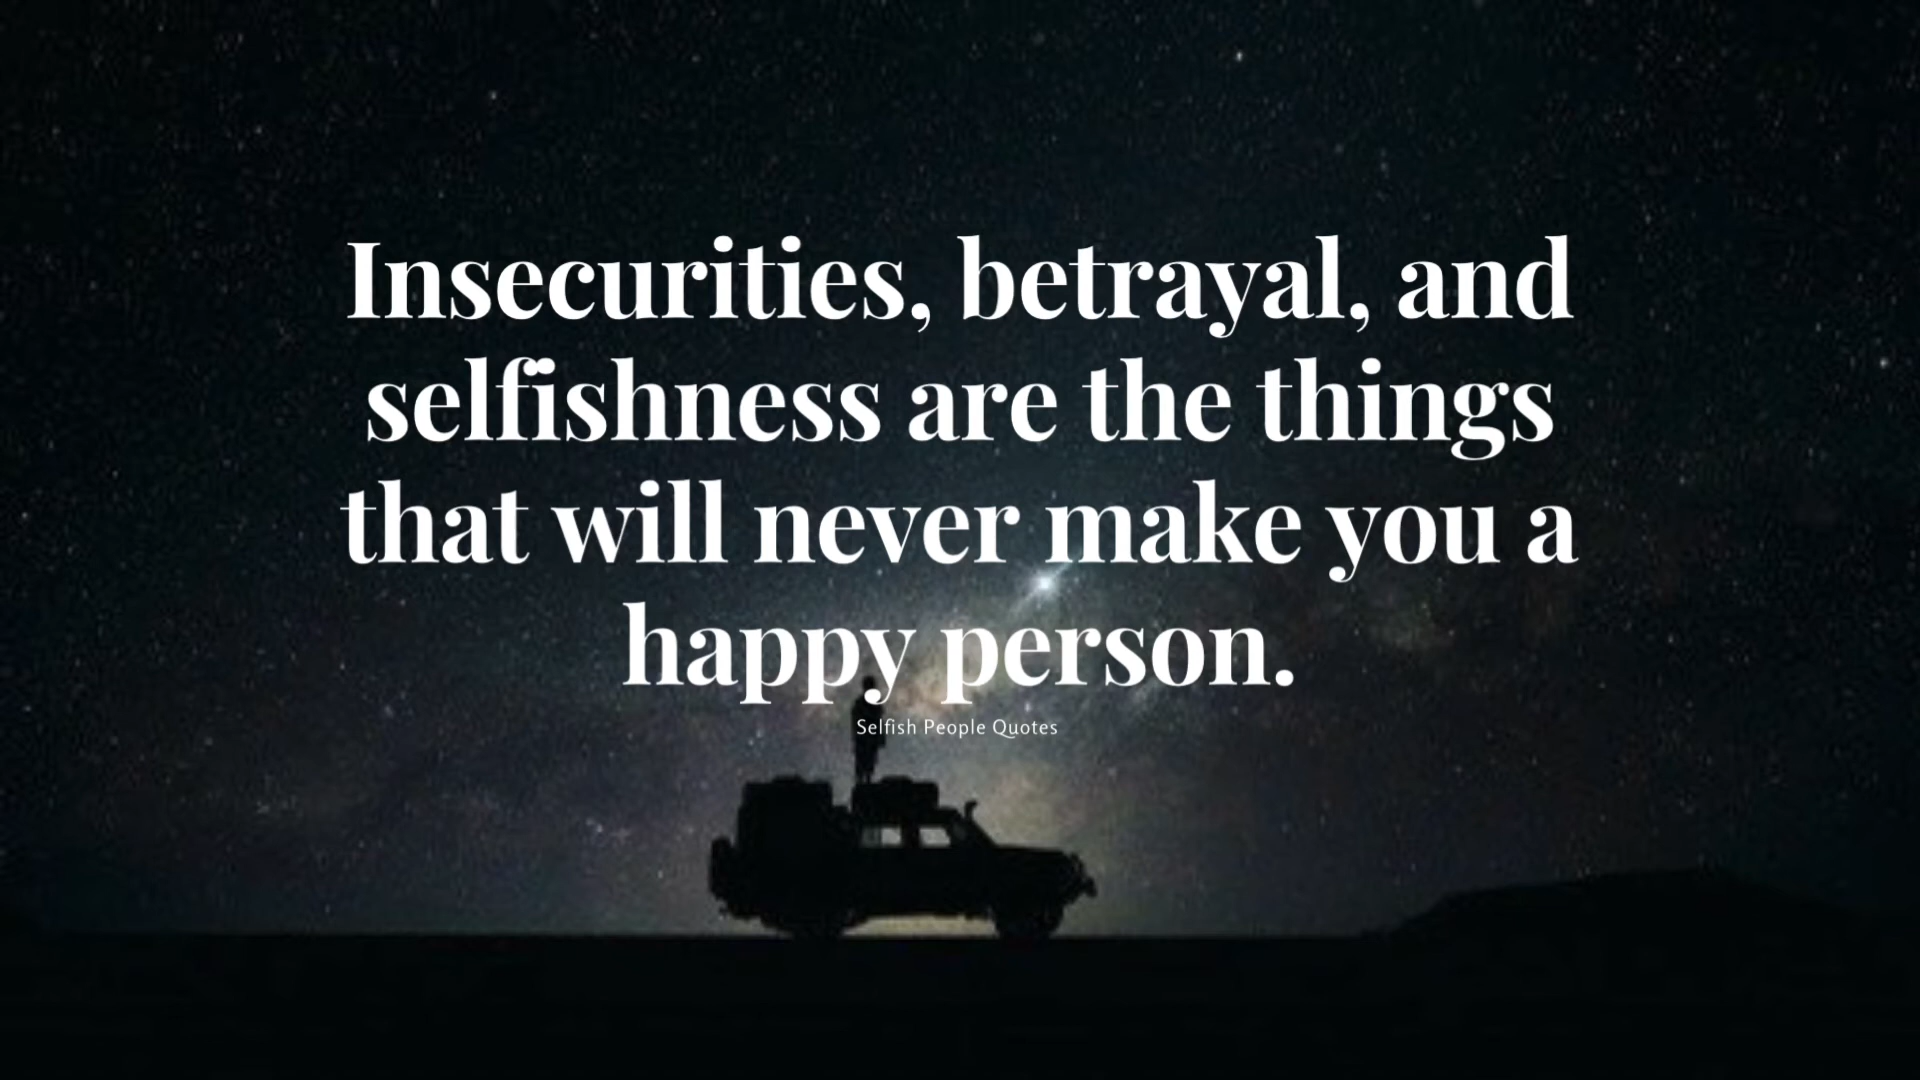 Insecurities, betrayal, and
selfishness are the things
that will never make you a
happy person.
Selfish People Quotes